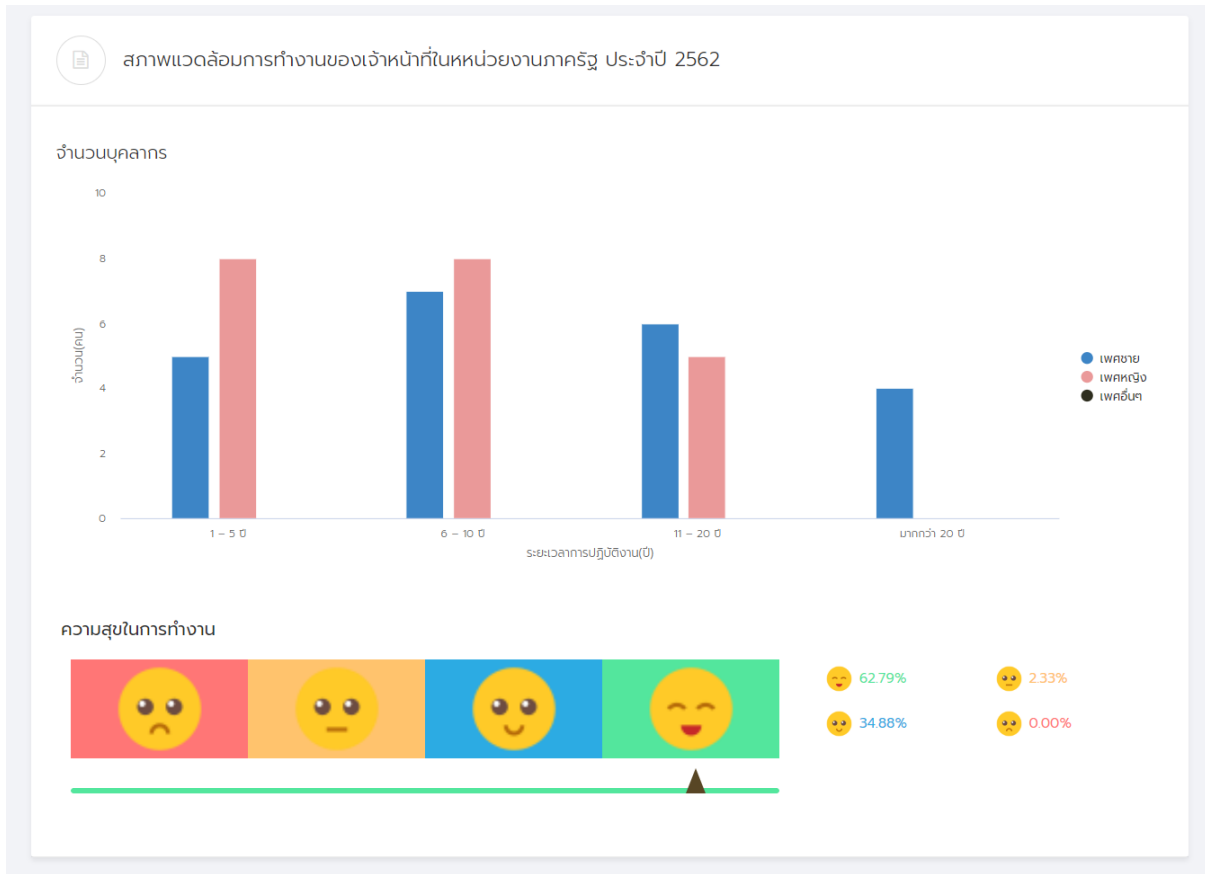 สภาพแวดล้อมการทำงานของเจ้าหน้าที่ในหหน่วยงานภาครัฐ ประจำปี 2562
จำนวนบุคลากร
10
8
6
4
2
0
จำนวน(คน)
1 – 5 ปี
6 – 10 ปี
11 – 20 ปี
มากกว่า 20 ปี
ระยะเวลาการปฏิบัติงาน(ปี)
เพศชาย
เพศหญิง
เพศอื่นๆ
ความสุขในการทำงาน
62.79%
2.33%
34.88%
0.00%